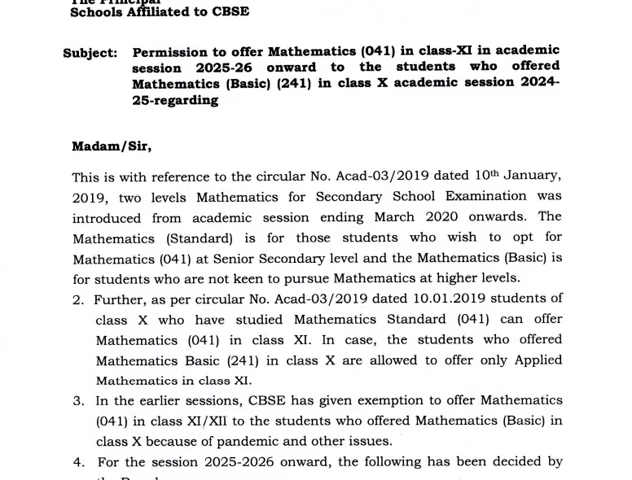 The Principal
Schools Affiliated to CBSE
Subject: Permission to offer Mathematics (041) in class-XI in academic
session 2025-26 onward to the students who offered
Mathematics (Basic) (241) in class X academic session 2024-
25-regarding
Madam/Sir,
This is with reference to the circular No. Acad-03/2019 dated 10th January,
2019, two levels Mathematics for Secondary School Examination was
introduced from academic session ending March 2020 onwards. The
Mathematics (Standard) is for those students who wish to opt for
Mathematics (041) at Senior Secondary level and the Mathematics (Basic) is
for students who are not keen to pursue Mathematics at higher levels.
2. Further, as per circular No. Acad-03/2019 dated 10.01.2019 students of
class X who have studied Mathematics Standard (041) can offer
Mathematics (041) in class XI. In case, the students who offered
Mathematics Basic (241) in class X are allowed to offer only Applied
Mathematics in class XI.
3. In the earlier sessions, CBSE has given exemption to offer Mathematics
(041) in class XI/XII to the students who offered Mathematics (Basic) in
class X because of pandemic and other issues.
4. For the session 2025-2026 onward, the following has been decided by